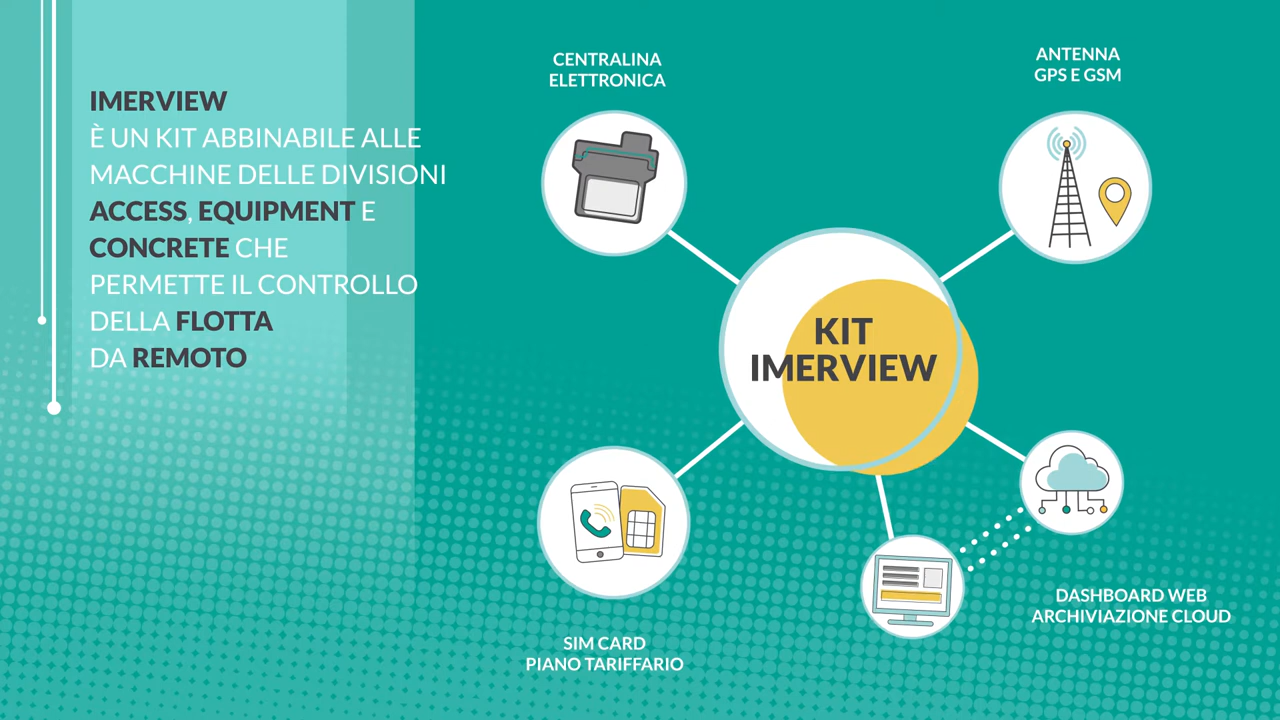 IMERVIEW
È UN KIT ABBINABILE ALLE
MACCHINE DELLE DIVISIONI
ACCESS, EQUIPMENT E
CONCRETE CHE
PERMETTE IL CONTROLLO
DELLA FLOTTA
DA REMOTO
CENTRALINA
ELETTRONICA
ANTENNA
GPS E GSM
KIT
IMERVIEW
SIM CARD
PIANO TARIFFARIO
DASHBOARD WEB
ARCHIVIAZIONE CLOUD